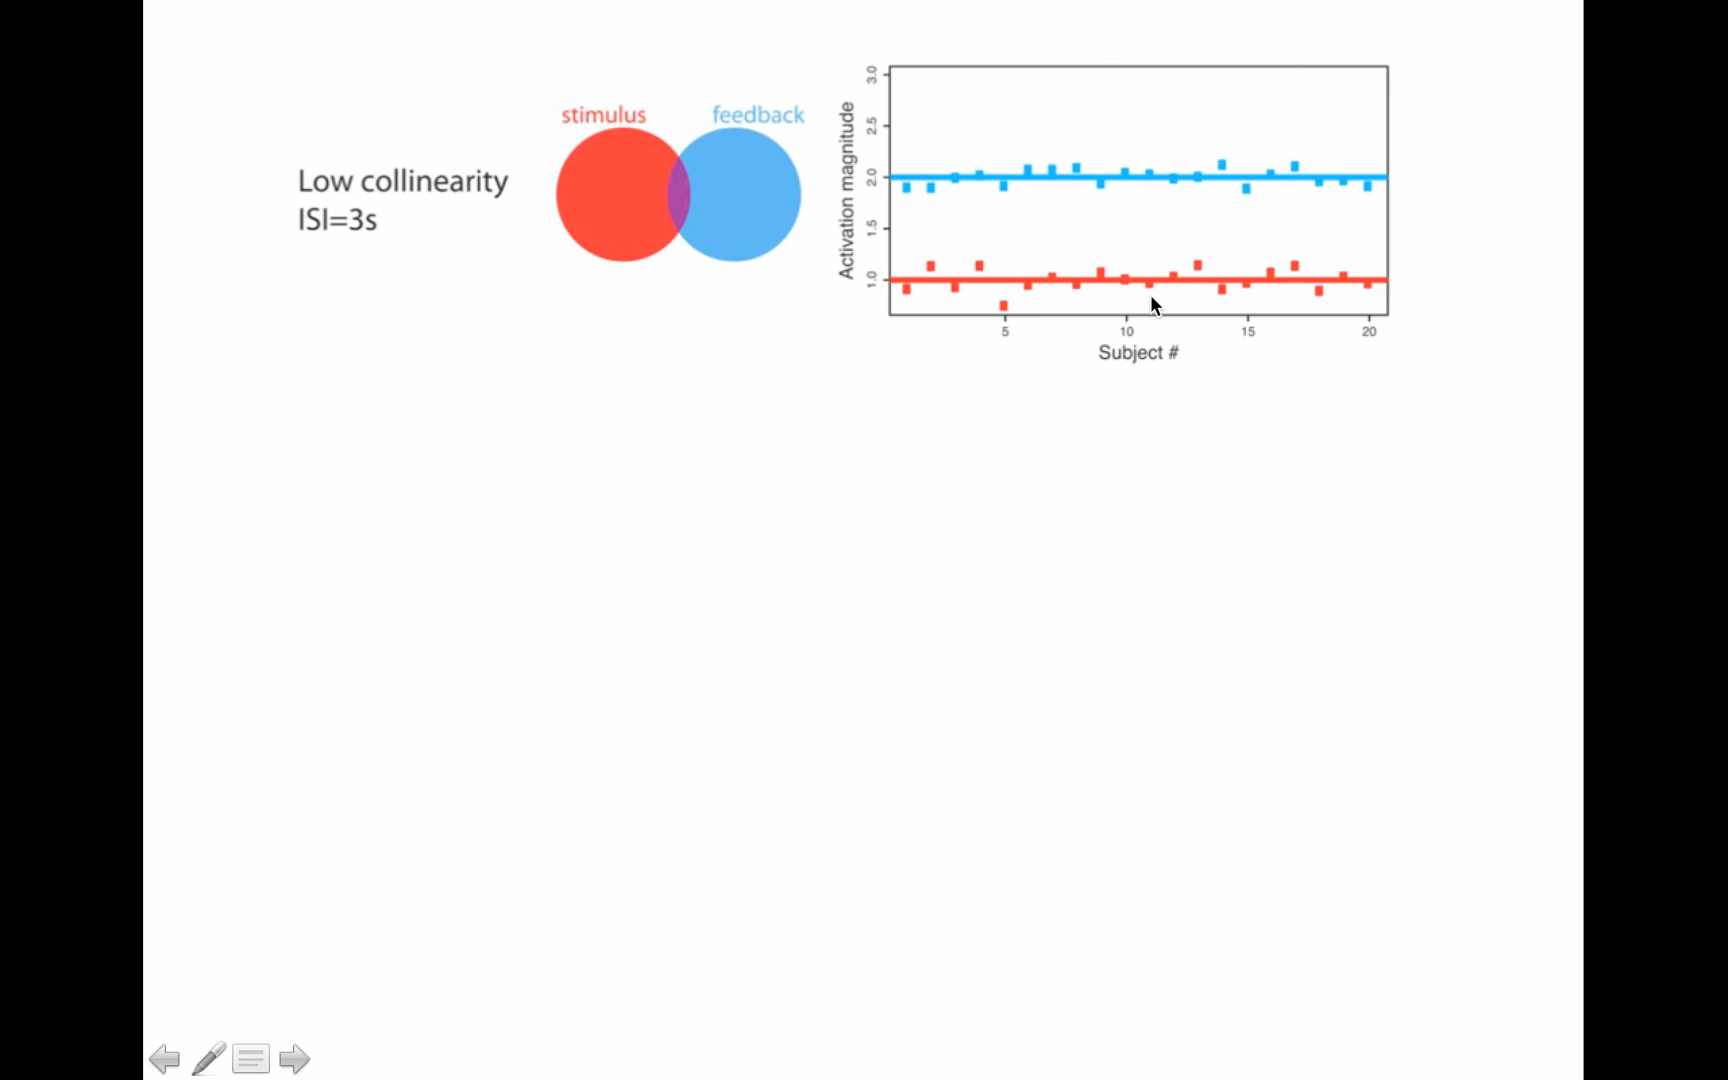 Low collinearity
ISI=3s
stimulus
feedback
Activation magnitude
3.0
2.5
2.0
1.5
1.0
5
10
15
20
Subject #